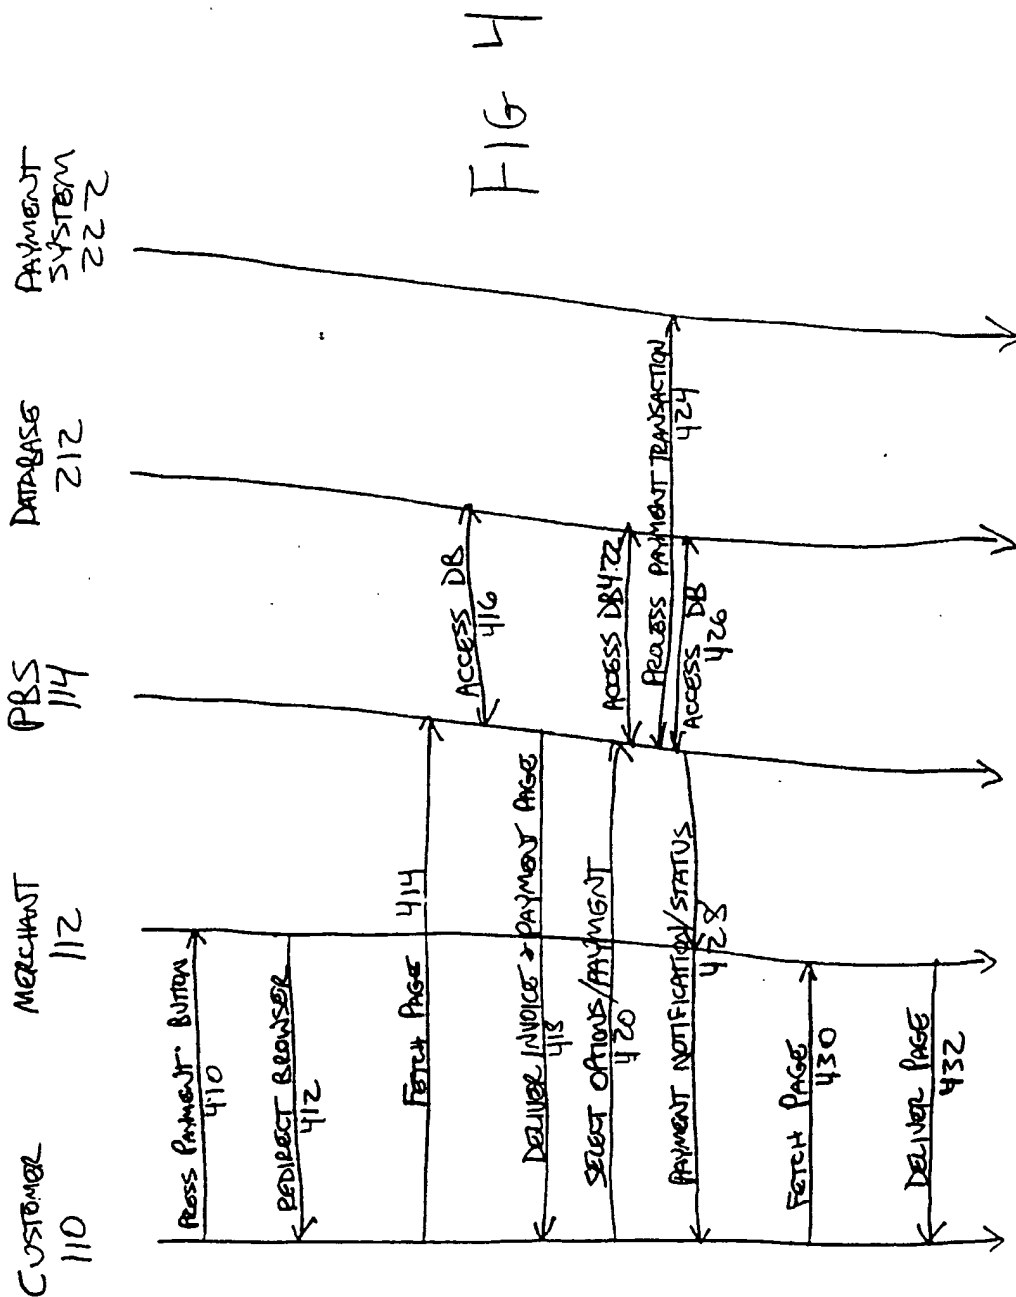 CUSTOMER
110
MERCHANT
112
PBS
114
DATABASE
212
PAYMENT
SYSTEM
222
PRESS PAYMENT BUTTON
410
REDIRECT BROWSER
412
FETCH PAGE 414
ACCESS DB
416
DELIVER INVOICE & PAYMENT PAGE
418
SELECT OPTIONS/PAYMENT
420
ACCESS DB 422
PROCESS PAYMENT TRANSACTION
424
ACCESS DB
426
PAYMENT NOTIFICATION/STATUS
428
FETCH PAGE
430
DELIVER PAGE
432
FIG 4